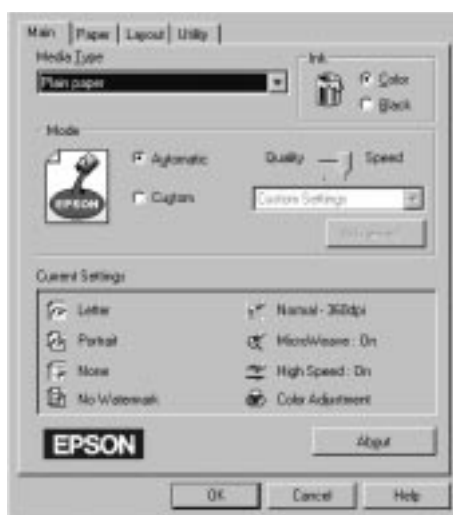 Main Paper Layout Utility
Media Type
Plain paper
Ink
Color
Black
Mode
EPSON
Automatic
Custom
Quality Speed
Custom Settings
Current Settings
Letter
Normal - 360dpi
Portrait
MicroWeave : On
None
High Speed : On
No Watermark
Color Adjustment
EPSON
About
OK Cancel Help